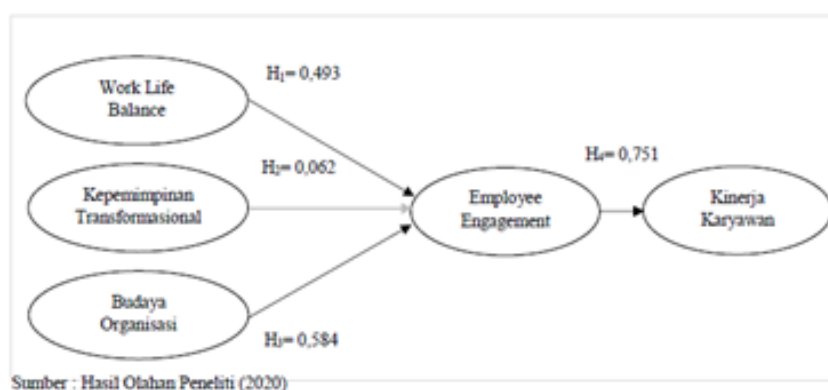 Work Life
Balance
H₁= 0,493
Kepemimpinan
Transformasional
H₂= 0,062
Budaya
Organisasi
H₃= 0,584
Employee
Engagement
H₄= 0,751
Kinerja
Karyawan
Sumber : Hasil Olahan Peneliti (2020)